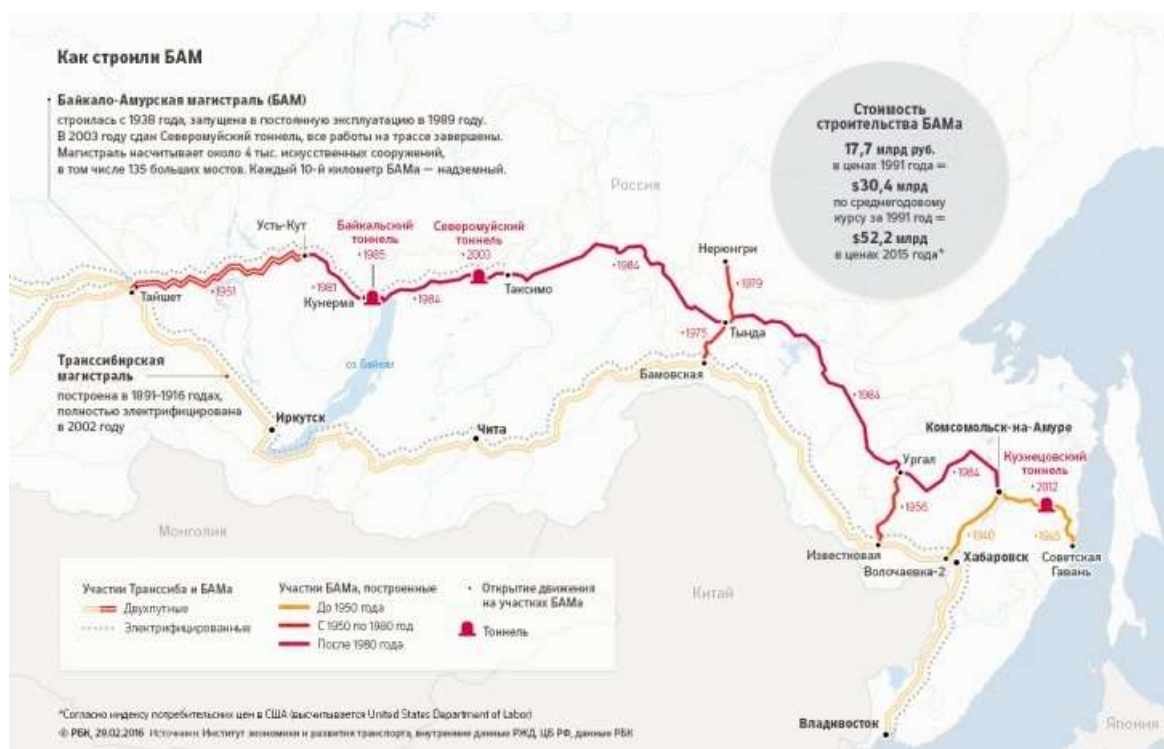 Как строили БАМ
Байкало-Амурская магистраль (БАМ)
строилась с 1938 года, запущена в постоянную эксплуатацию в 1989 году.
В 2003 году сдан Северомуйский тоннель, все работы на трассе завершены.
Магистраль насчитывает около 4 тыс. искусственных сооружений,
в том числе 135 больших мостов. Каждый 10-й километр БАМа — надземный.
Стоимость
строительства БАМа
17,7 млрд руб.
в ценах 1991 года =
$30,4 млрд
по среднегодовому
курсу за 1991 год =
$52,2 млрд
в ценах 2015 года*
Россия
Усть-Кут
Байкальский
тоннель
• 1985
Северомуйский
тоннель
• 2003
Нерюнгри
• 1979
• 1984
Тайшет
• 1951
• 1981
Кунерма
• 1984
Таксимо
• 1975
Тында
Транссибирская
магистраль
построена в 1891–1916 годах,
полностью электрифицирована
в 2002 году
оз. Байкал
Бамовская
• 1984
Иркутск
Чита
Комсомольск-на-Амуре
Ургал
• 1984
Кузнецовский
тоннель
• 2012
• 1956
Монголия
• 1940
• 1945
Известковая
Волочаевка-2
Хабаровск
Советская
Гавань
Китай
Участки Транссиба и БАМа
Двухпутные
Электрифицированные
Участки БАМа, построенные
До 1950 года
С 1950 по 1980 год
После 1980 года
• Открытие движения
на участках БАМа
Тоннель
Владивосток
Япония
*Согласно индексу потребительских цен в США (высчитывается United States Department of Labor)
© РБК, 29.02.2016 Источники: Институт экономики и развития транспорта, внутренние данные РЖД, ЦБ РФ, данные РБК